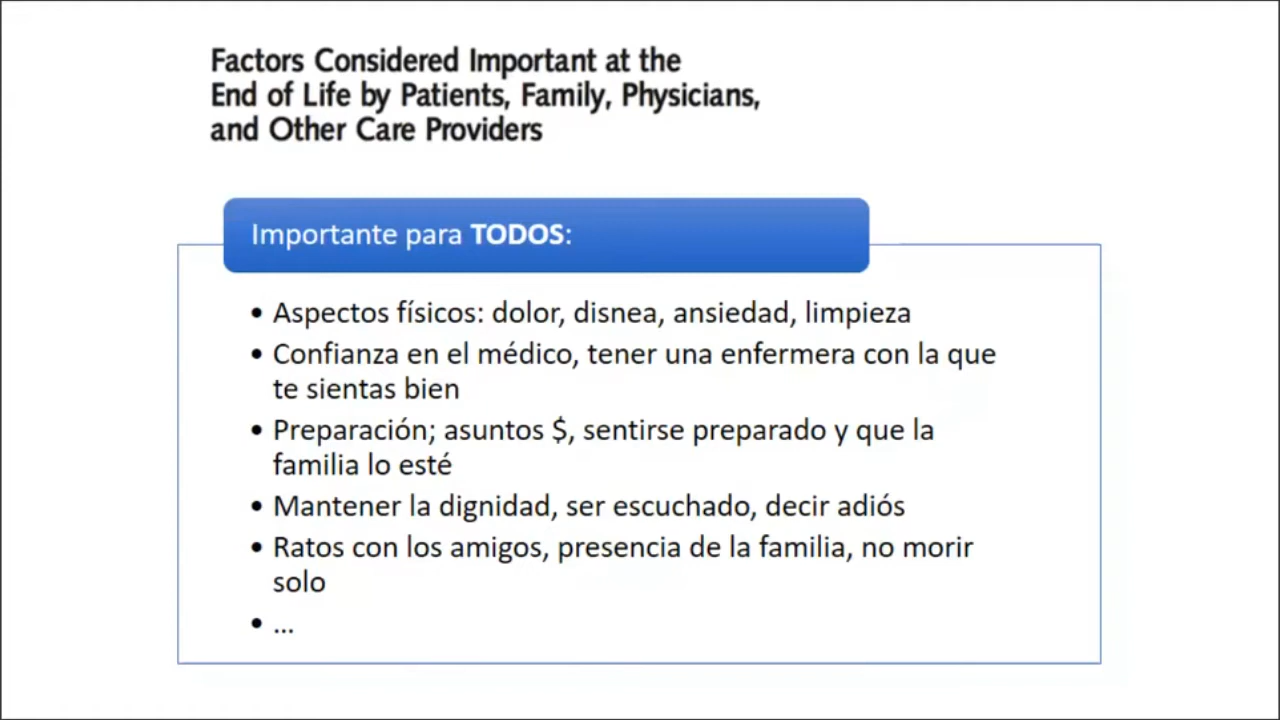 Factors Considered Important at the
End of Life by Patients, Family, Physicians,
and Other Care Providers
Importante para TODOS:
• Aspectos físicos: dolor, disnea, ansiedad, limpieza
• Confianza en el médico, tener una enfermera con la que
te sientas bien
• Preparación; asuntos $, sentirse preparado y que la
familia lo esté
• Mantener la dignidad, ser escuchado, decir adiós
• Ratos con los amigos, presencia de la familia, no morir
solo
• ...